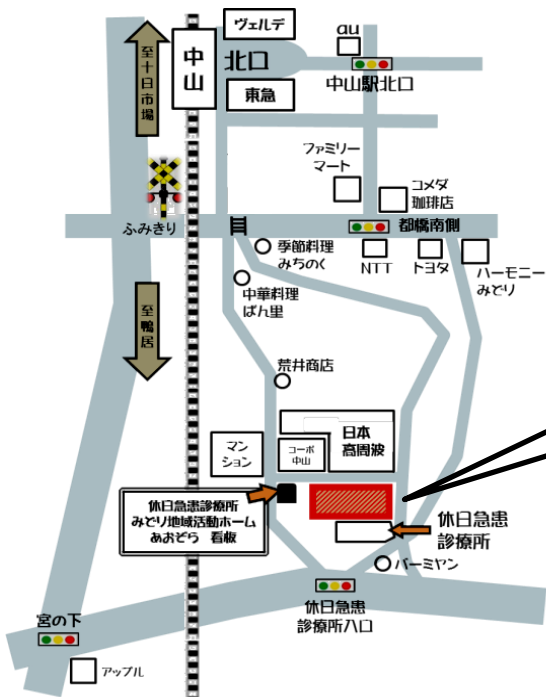 ヴェルデ
au
至十日市場
中山
北口
中山駅北口
東急
ファミリー
マート
コメダ
珈琲店
ふみきり
都橋南側
季節料理
みちのく
NTT
トヨタ
ハーモニー
みどり
中華料理
ばん里
至鴨居
荒井商店
日本
高周波
マン
ション
コーポ
中山
休日急患診療所
みどり地域活動ホーム
あおぞら 看板
休日急患
診療所
バーミヤン
休日急患
診療所入口
宮の下
アップル